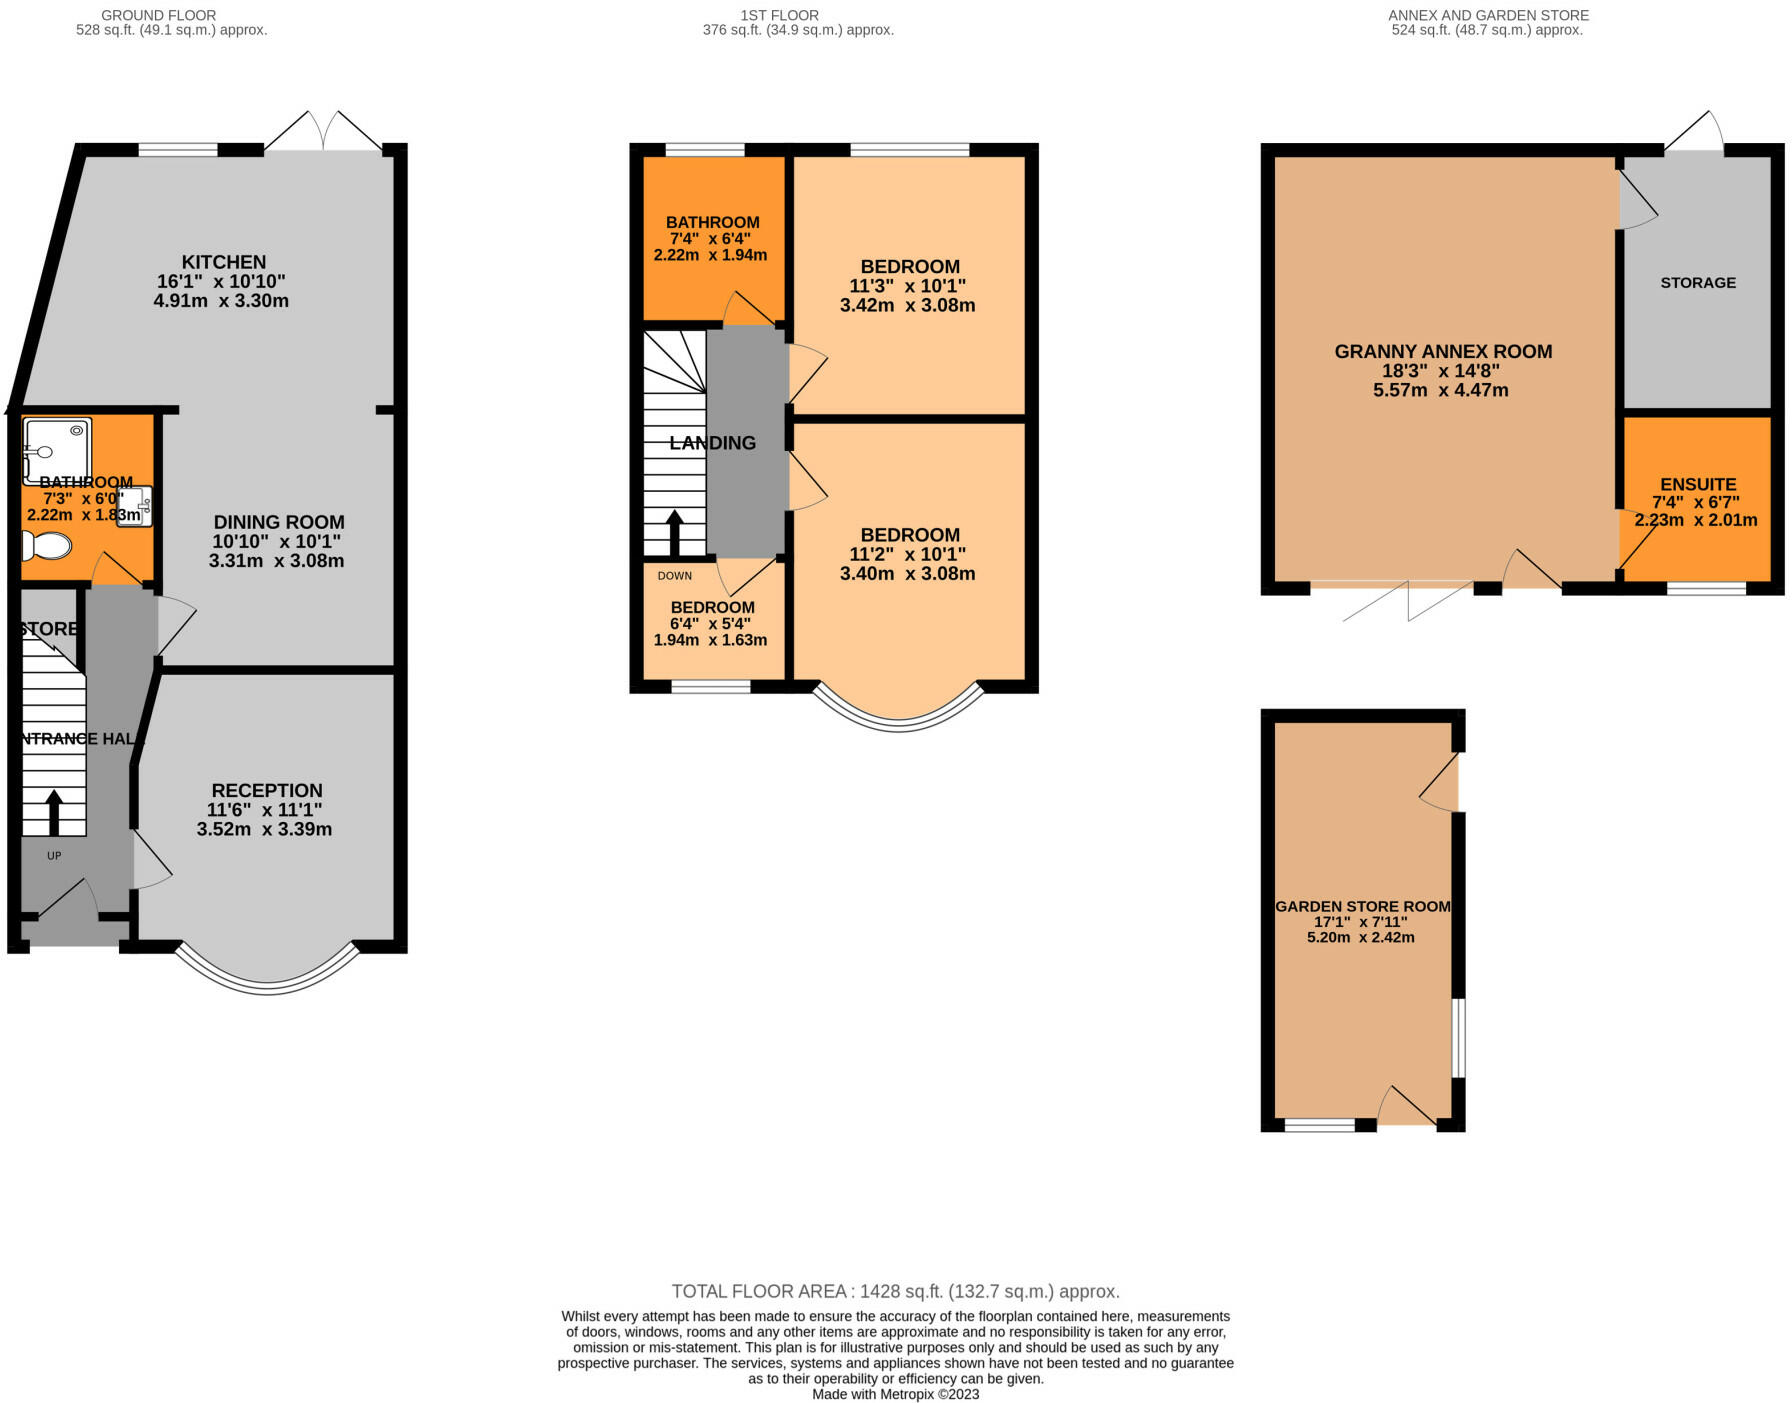 GROUND FLOOR
528 sq.ft. (49.1 sq.m.) approx.
1ST FLOOR
376 sq.ft. (34.9 sq.m.) approx.
ANNEX AND GARDEN STORE
524 sq.ft. (48.7 sq.m.) approx.
KITCHEN
16'1" x 10'10"
4.91m x 3.30m
BATHROOM
7'3" x 6'0"
2.22m x 1.83m
DINING ROOM
10'10" x 10'1"
3.31m x 3.08m
STORE
ENTRANCE HALL
RECEPTION
11'6" x 11'1"
3.52m x 3.39m
UP
BATHROOM
7'4" x 6'4"
2.22m x 1.94m
BEDROOM
11'3" x 10'1"
3.42m x 3.08m
LANDING
BEDROOM
11'2" x 10'1"
3.40m x 3.08m
DOWN
BEDROOM
6'4" x 5'4"
1.94m x 1.63m
GRANNY ANNEX ROOM
18'3" x 14'8"
5.57m x 4.47m
STORAGE
ENSUITE
7'4" x 6'7"
2.23m x 2.01m
GARDEN STORE ROOM
17'1" x 7'11"
5.20m x 2.42m
TOTAL FLOOR AREA : 1428 sq.ft. (132.7 sq.m.) approx.
Whilst every attempt has been made to ensure the accuracy of the floorplan contained here, measurements
of doors, windows, rooms and any other items are approximate and no responsibility is taken for any error,
omission or mis-statement. This plan is for illustrative purposes only and should be used as such by any
prospective purchaser. The services, systems and appliances shown have not been tested and no guarantee
as to their operability or efficiency can be given.
Made with Metropix ©2023